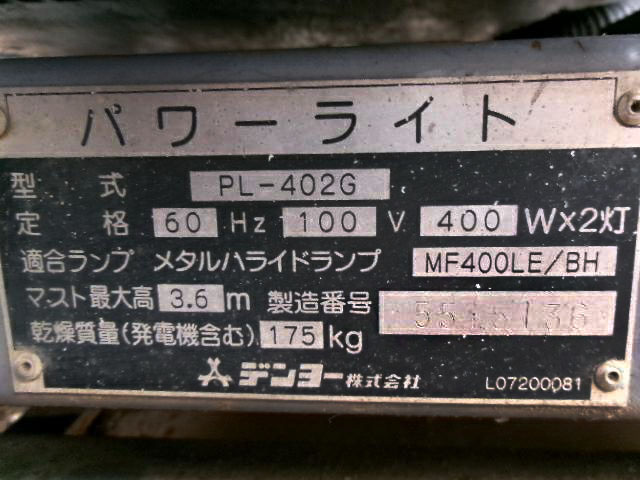 パワーライト
型式 PL-402G
定格 60 Hz 100 V 400 W×2灯
適合ランプ メタルハライドランプ MF400LE/BH
マスト最大高 3.6 m 製造番号
乾燥質量(発電機含む) 175 kg
デンヨー株式会社 L07200081